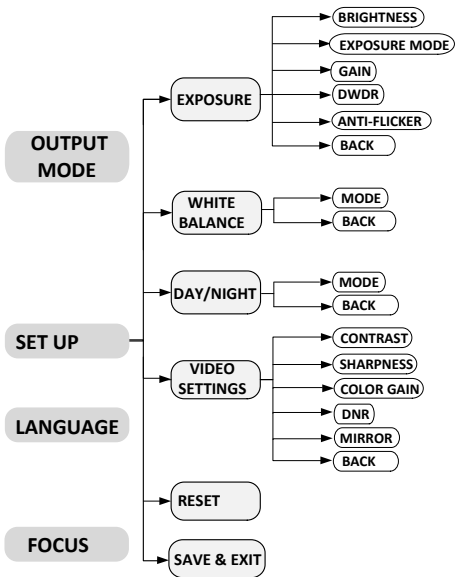 OUTPUT
MODE
SET UP
LANGUAGE
FOCUS
EXPOSURE
BRIGHTNESS
EXPOSURE MODE
GAIN
DWDR
ANTI-FLICKER
BACK
WHITE
BALANCE
MODE
BACK
DAY/NIGHT
MODE
BACK
VIDEO
SETTINGS
CONTRAST
SHARPNESS
COLOR GAIN
DNR
MIRROR
BACK
RESET
SAVE & EXIT